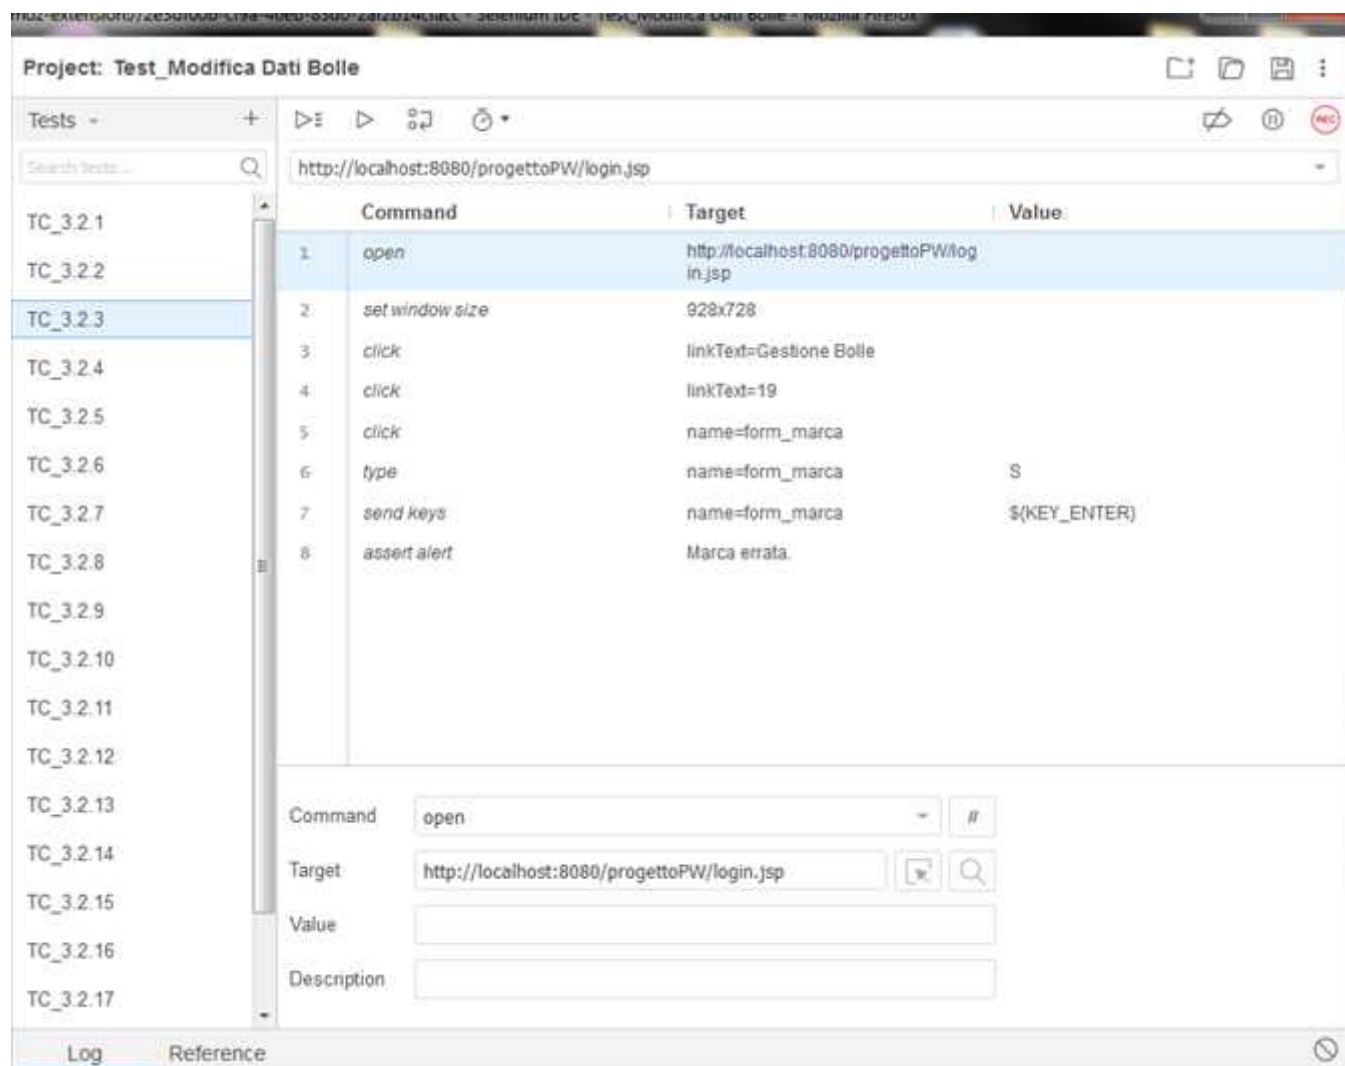 Project: Test_Modifica Dati Bolle
Tests
+
REC
Search tests...
http://localhost:8080/progettoPW/login.jsp
Command Target Value
1 open http://localhost:8080/progettoPW/log
in.jsp
2 set window size 928x728
3 click linkText=Gestione Bolle
4 click linkText=19
5 click name=form_marca
6 type name=form_marca S
7 send keys name=form_marca ${KEY_ENTER}
8 assert alert Marca errata.
TC_3.2.1
TC_3.2.2
TC_3.2.3
TC_3.2.4
TC_3.2.5
TC_3.2.6
TC_3.2.7
TC_3.2.8
TC_3.2.9
TC_3.2.10
TC_3.2.11
TC_3.2.12
TC_3.2.13
TC_3.2.14
TC_3.2.15
TC_3.2.16
TC_3.2.17
Command open //
Target http://localhost:8080/progettoPW/login.jsp
Value
Description
Log Reference